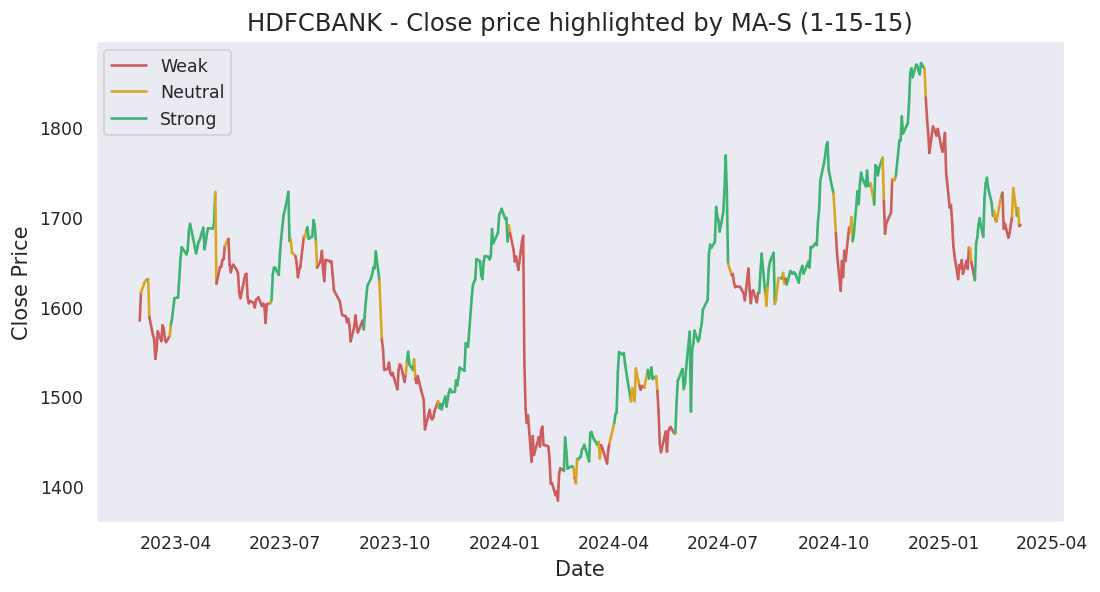 HDFCBANK - Close price highlighted by MA-S (1-15-15)
Weak
Neutral
Strong
Close Price
1800
1700
1600
1500
1400
2023-04 2023-07 2023-10 2024-01 2024-04 2024-07 2024-10 2025-01 2025-04
Date